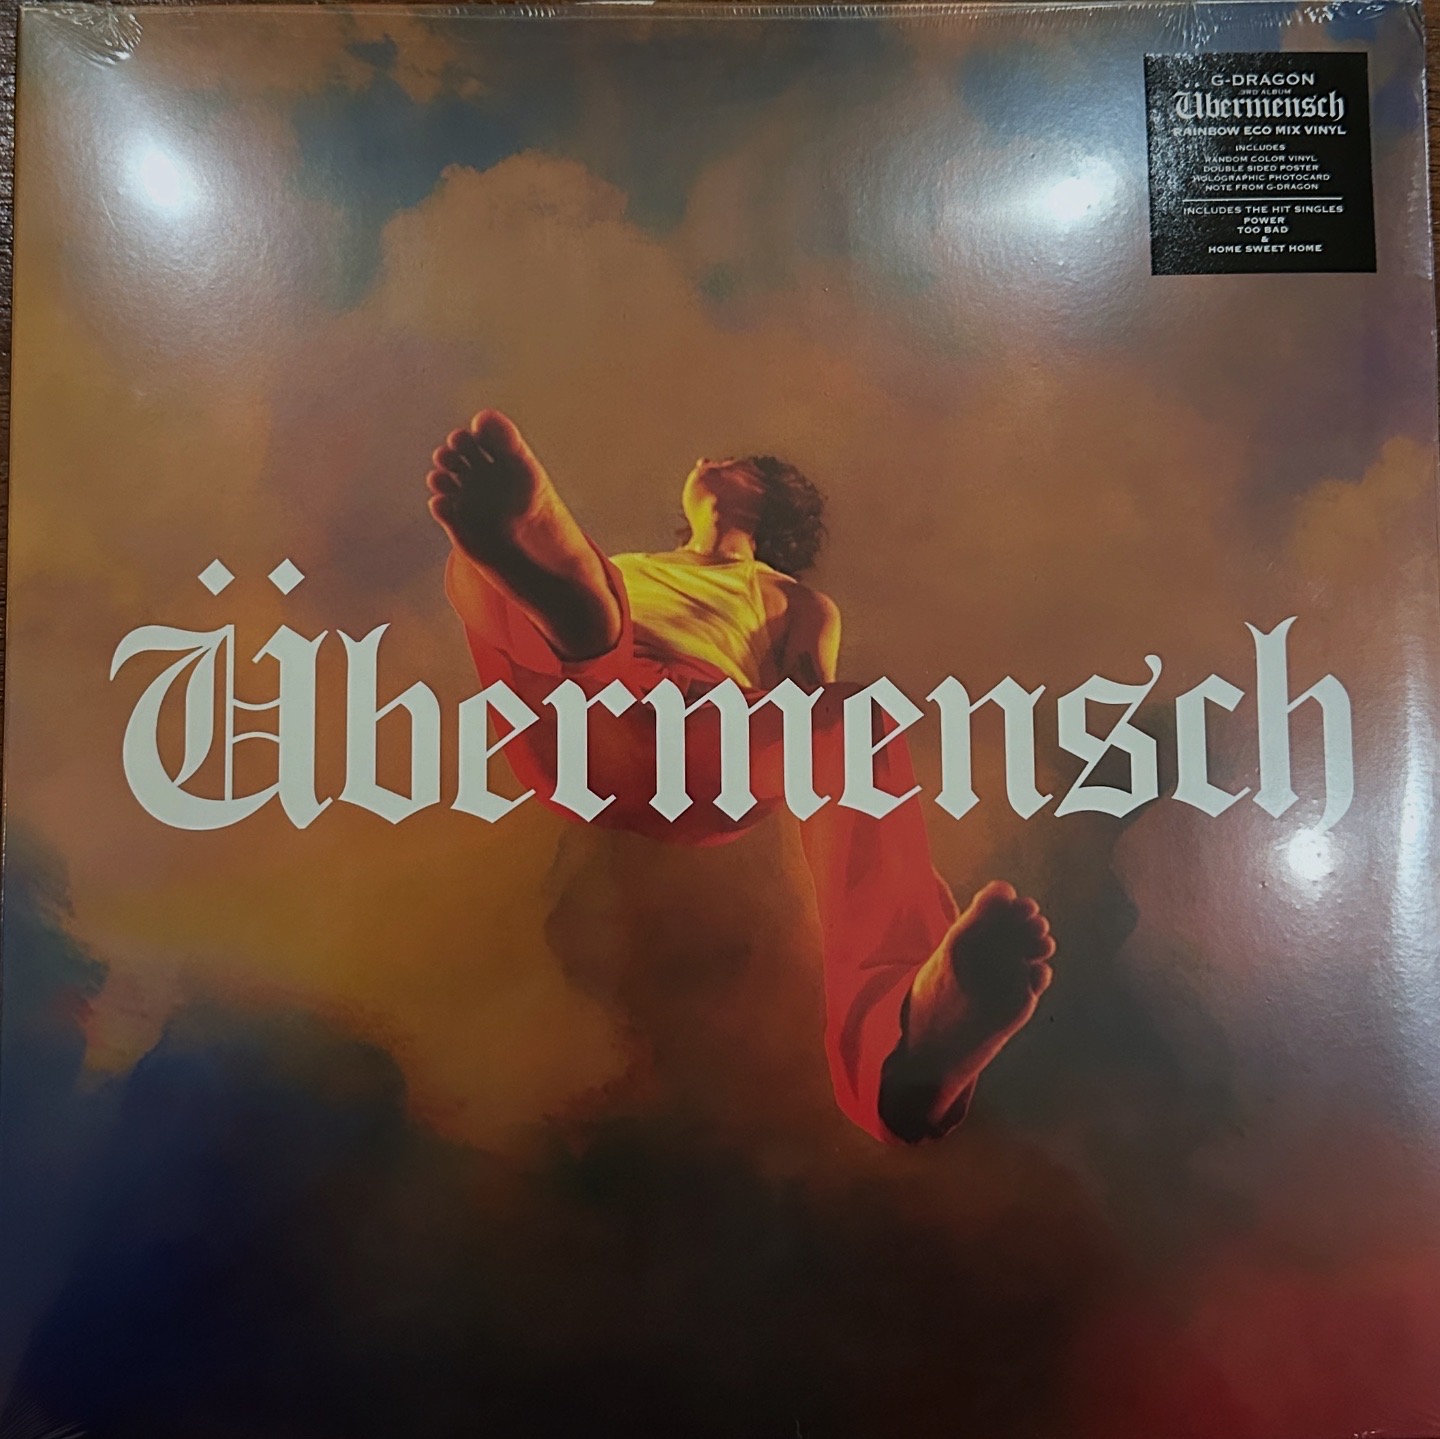 G-DRAGON
3RD ALBUM
Übermensch
RAINBOW ECO MIX VINYL
INCLUDES
RANDOM COLOR VINYL
DOUBLE SIDED POSTER
HOLOGRAPHIC PHOTOCARD
NOTE FROM G-DRAGON
INCLUDES THE HIT SINGLES
POWER
TOO BAD
&
HOME SWEET HOME
Übermensch